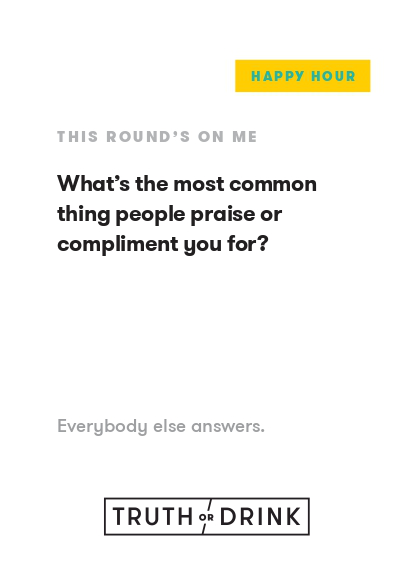 HAPPY HOUR
THIS ROUND’S ON ME
What’s the most common
thing people praise or
compliment you for?
Everybody else answers.
TRUTH OR DRINK